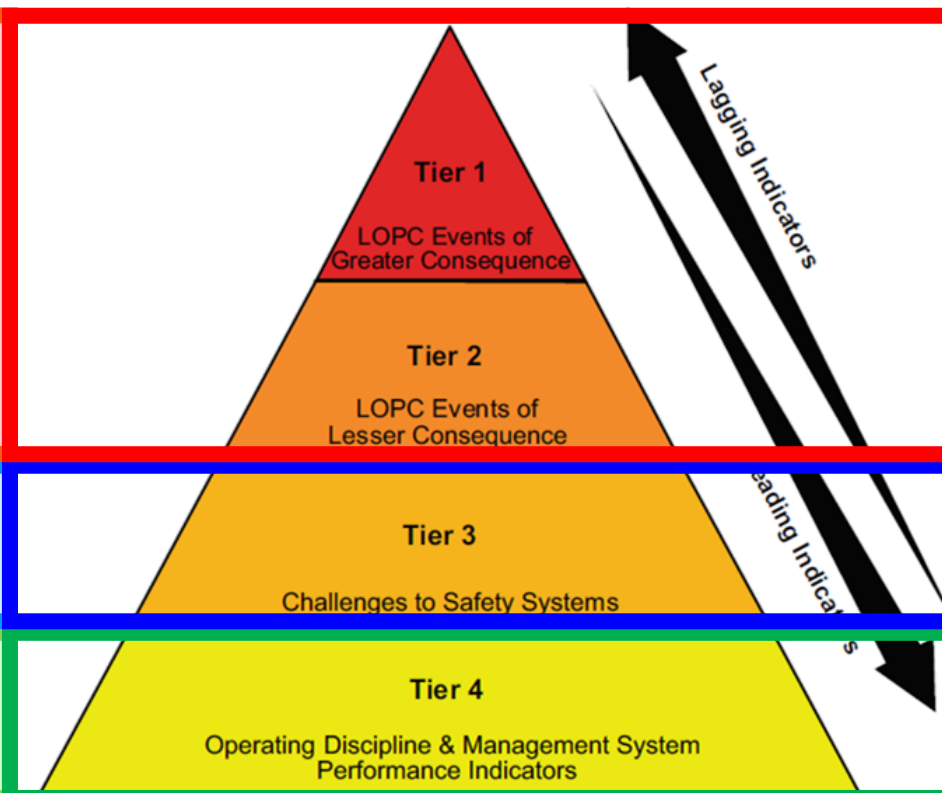 Tier 1
LOPC Events of
Greater Consequence
Tier 2
LOPC Events of
Lesser Consequence
Tier 3
Challenges to Safety Systems
Tier 4
Operating Discipline & Management System
Performance Indicators
Lagging Indicators